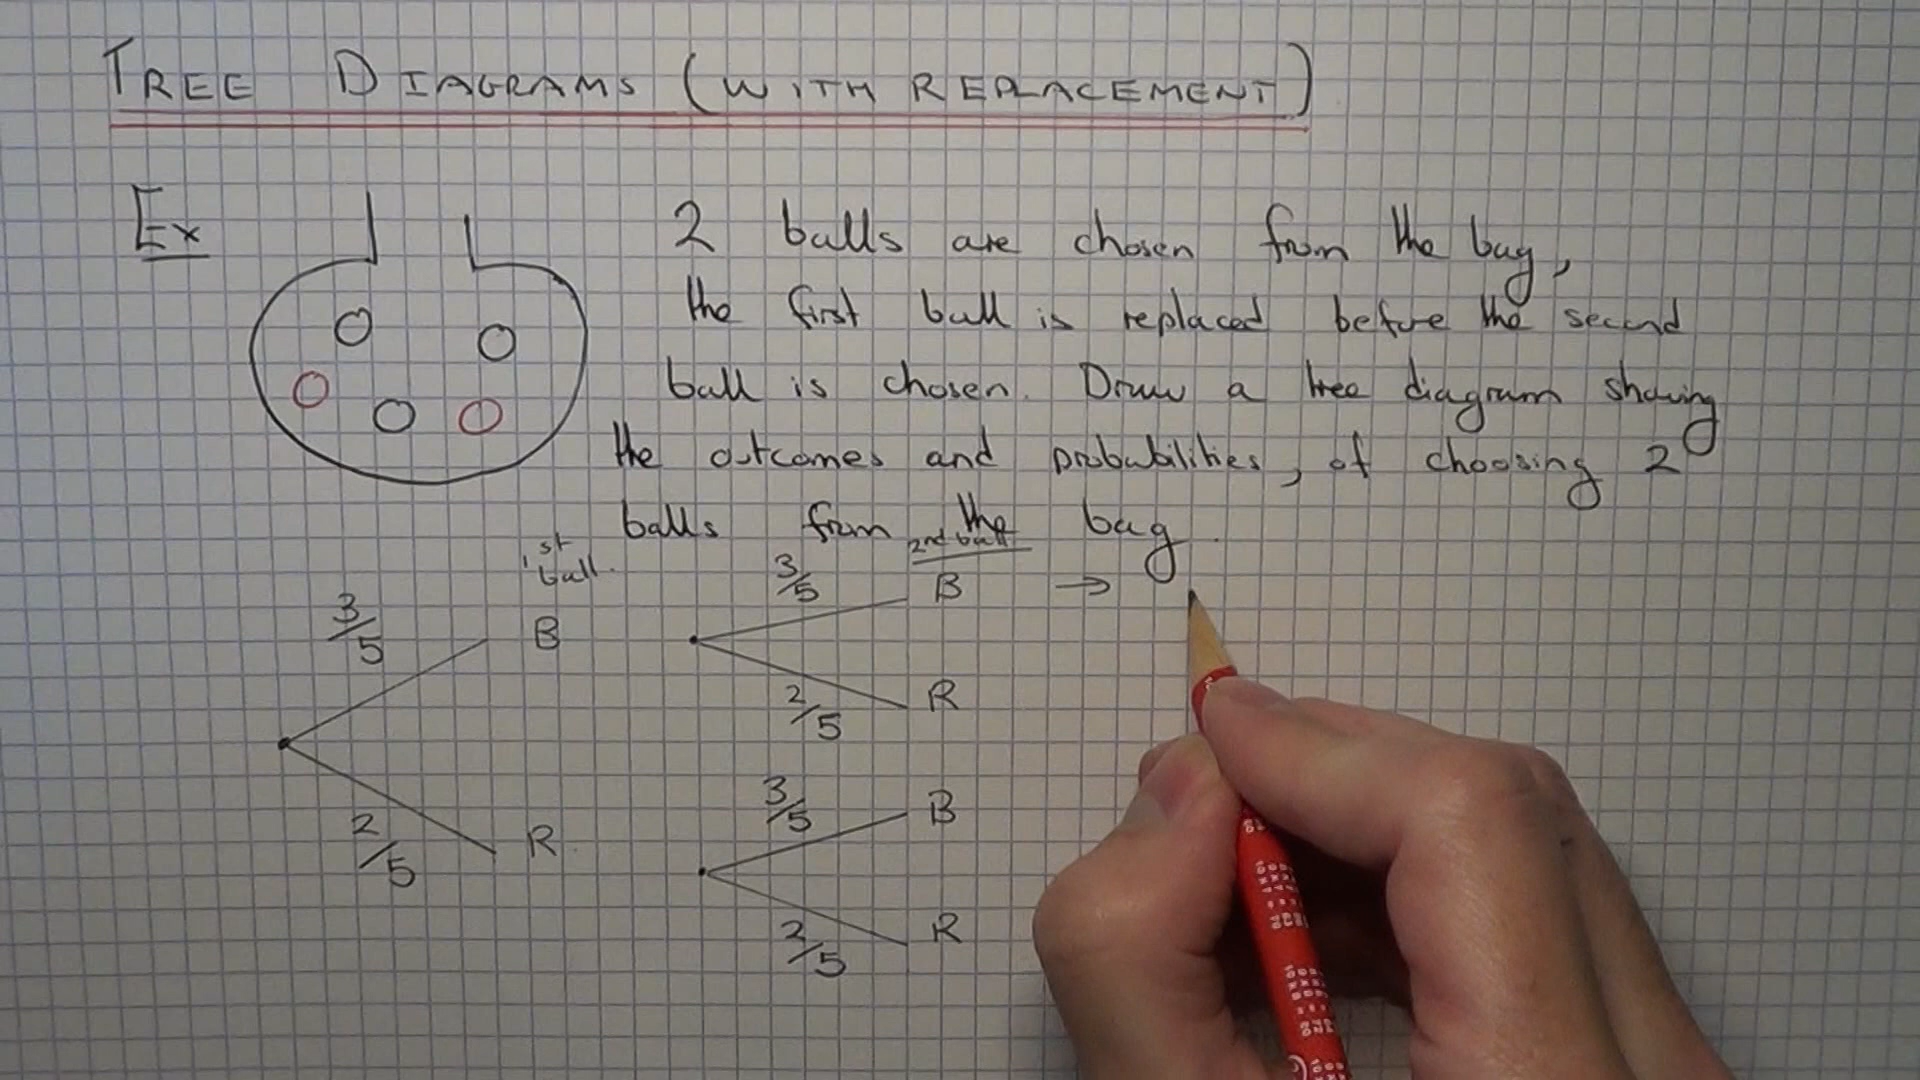 TREE DIAGRAMS (WITH REPLACEMENT)
Ex
2 balls are chosen from the bag,
the first ball is replaced before the second
ball is chosen. Draw a tree diagram showing
the outcomes and probabilities, of choosing 2
balls from the bag.
1st
ball.
2nd ball
3/5
B
2/5
R
3/5
B →
2/5
R
3/5
B
2/5
R